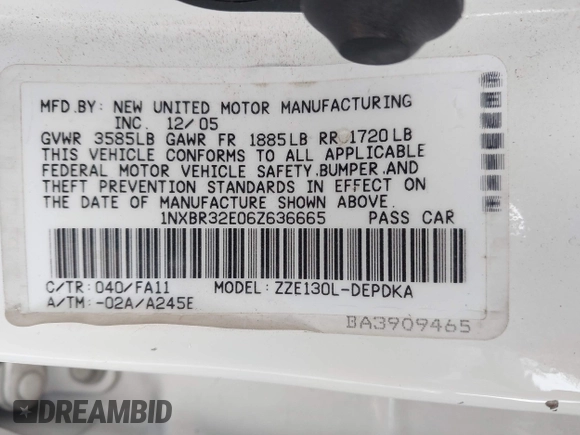 MFD.BY: NEW UNITED MOTOR MANUFACTURING
INC. 12/05
GVWR 3585LB GAWR FR 1885LB RR 1720LB
THIS VEHICLE CONFORMS TO ALL APPLICABLE
FEDERAL MOTOR VEHICLE SAFETY, BUMPER, AND
THEFT PREVENTION STANDARDS IN EFFECT ON
THE DATE OF MANUFACTURE SHOWN ABOVE.
1NXBR32E06Z636665 PASS CAR
C/TR: 040/FA11 MODEL: ZZE130L-DEPDKA
A/TM: -02A/A245E
BA3909465
DREAMBID